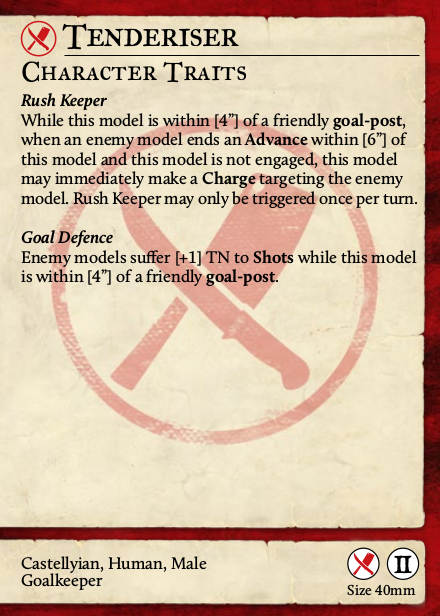 Tenderiser
Character Traits
Rush Keeper
While this model is within [4”] of a friendly goal-post,
when an enemy model ends an Advance within [6”] of
this model and this model is not engaged, this model
may immediately make a Charge targeting the enemy
model. Rush Keeper may only be triggered once per turn.
Goal Defence
Enemy models suffer [+1] TN to Shots while this model
is within [4”] of a friendly goal-post.
Castellyian, Human, Male
Goalkeeper
II
Size 40mm